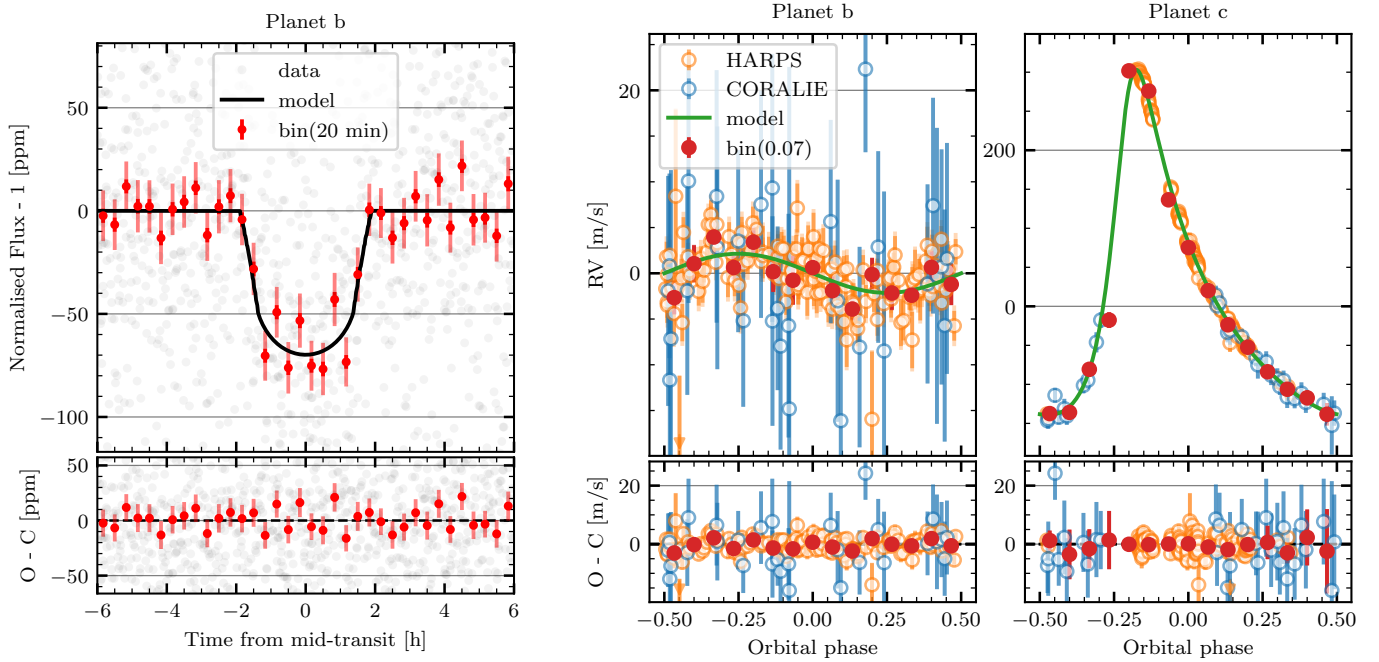 Planet b
Normalised Flux - 1 [ppm]
50
0
−50
−100
data
model
bin(20 min)
O - C [ppm]
50
0
−50
−6
−4
−2
0
2
4
6
Time from mid-transit [h]
Planet b
RV [m/s]
20
0
HARPS
CORALIE
model
bin(0.07)
O - C [m/s]
20
0
−0.50
−0.25
0.00
0.25
0.50
Orbital phase
Planet c
200
0
20
0
−0.50
−0.25
0.00
0.25
0.50
Orbital phase